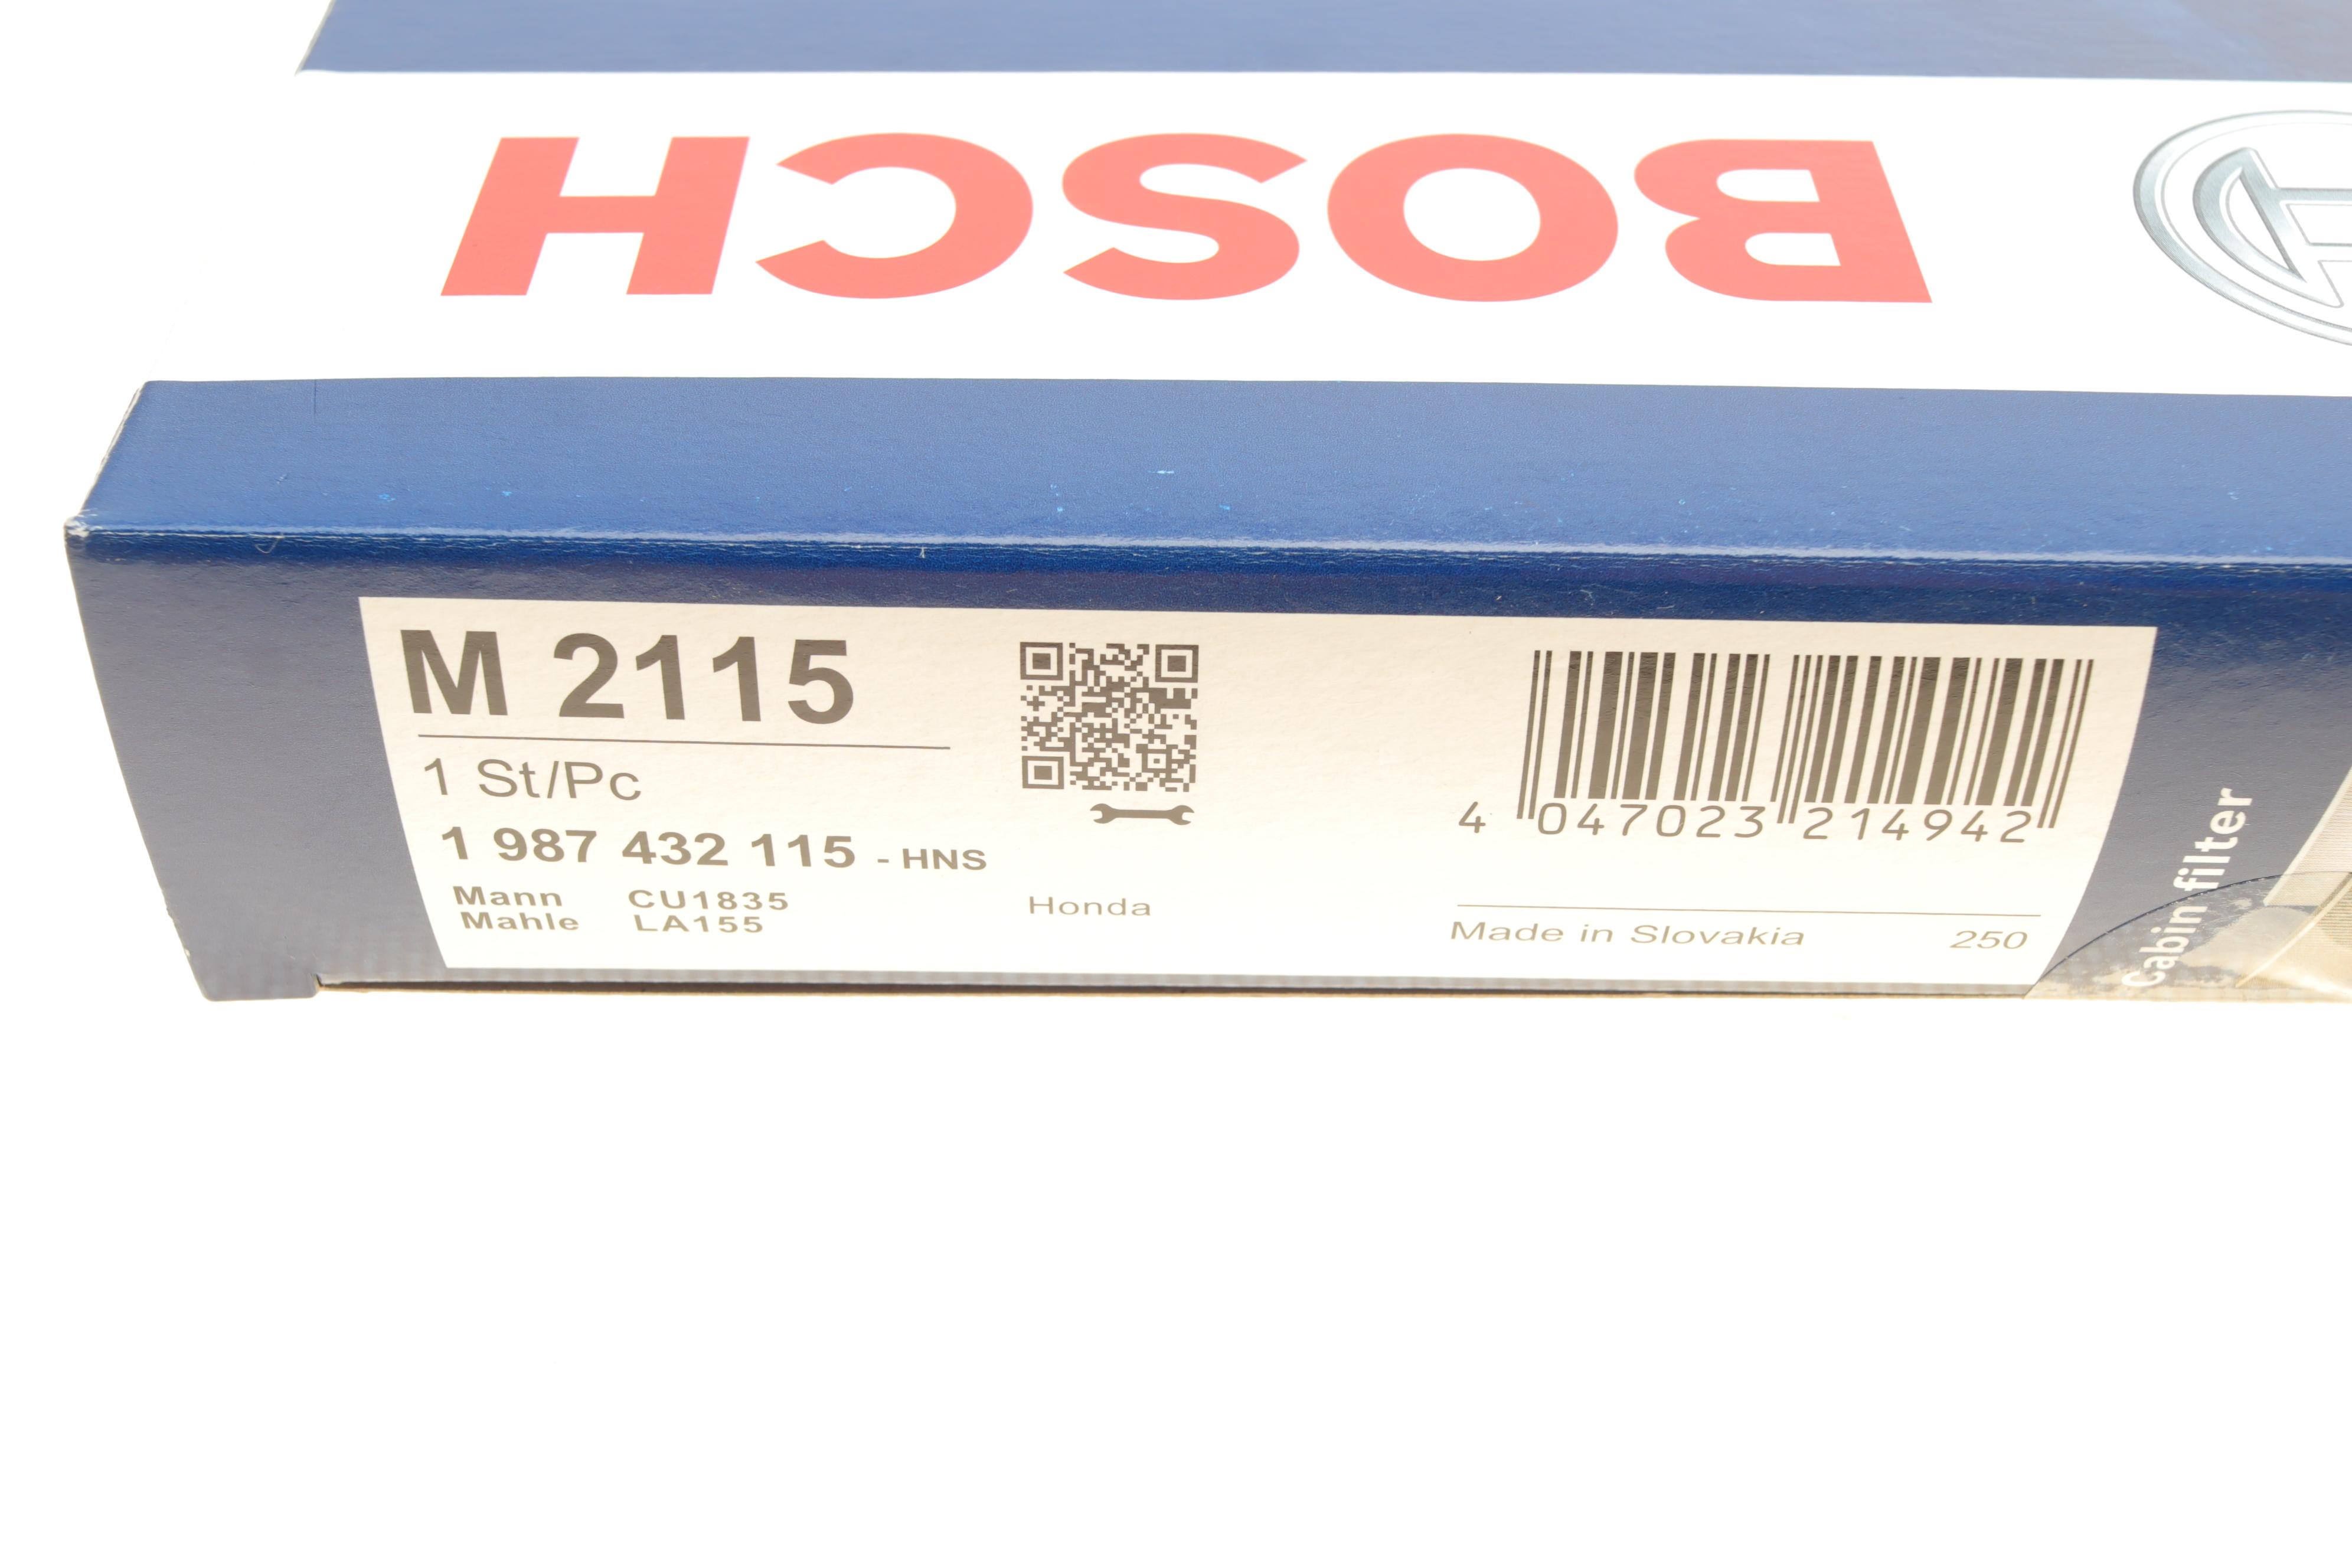 BOSCH
M 2115
1 St/Pc
1 987 432 115 - HNS
Mann CU1835
Mahle LA155
Honda
4 047023 214942
Made in Slovakia 250
Cabin filter